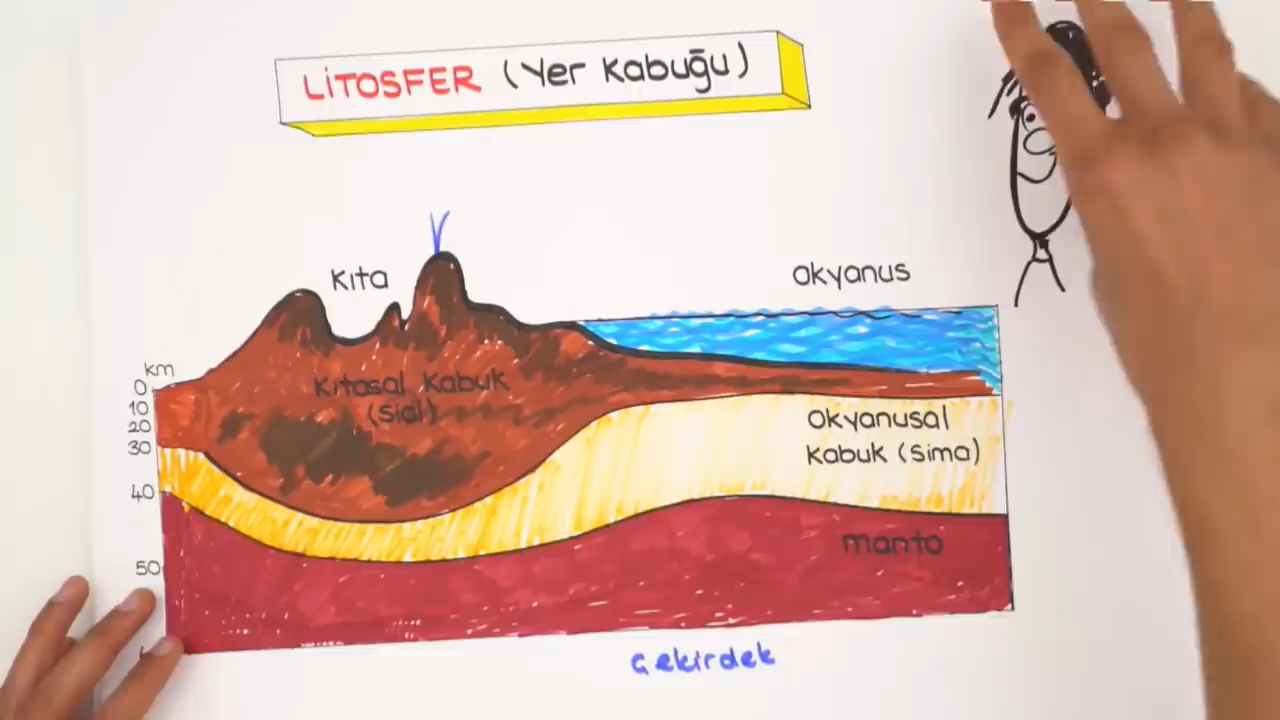 LİTOSFER (Yer Kabuğu)
Kıta
Okyanus
km
0
10
20
30
40
50
Kıtasal Kabuk
(Sial)
Okyanusal
Kabuk (Sima)
manto
Çekirdek